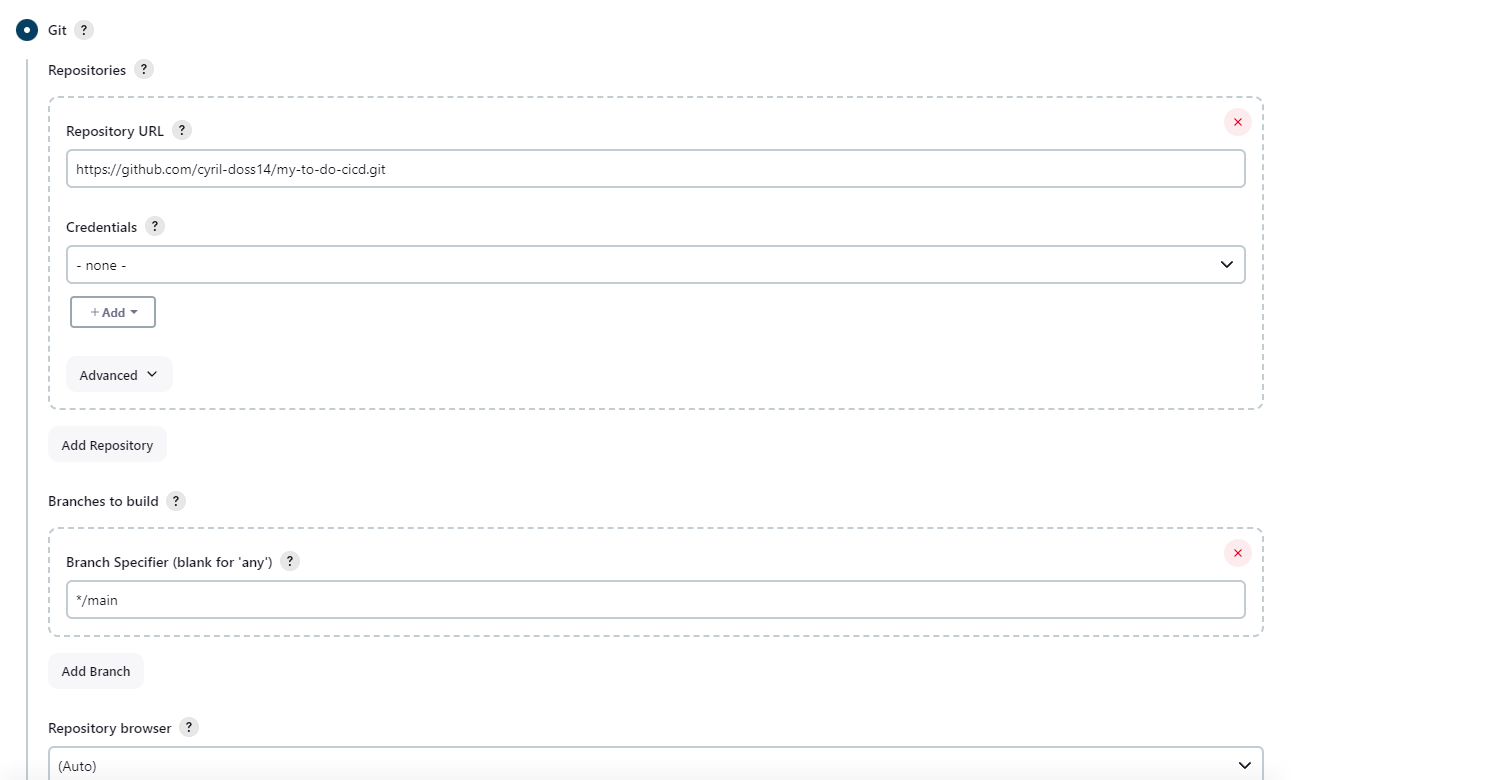 Git ?
Repositories ?
Repository URL ?
https://github.com/cyril-doss14/my-to-do-cicd.git
Credentials ?
- none -
+ Add
Advanced
Add Repository
Branches to build ?
Branch Specifier (blank for 'any') ?
*/main
Add Branch
Repository browser ?
(Auto)